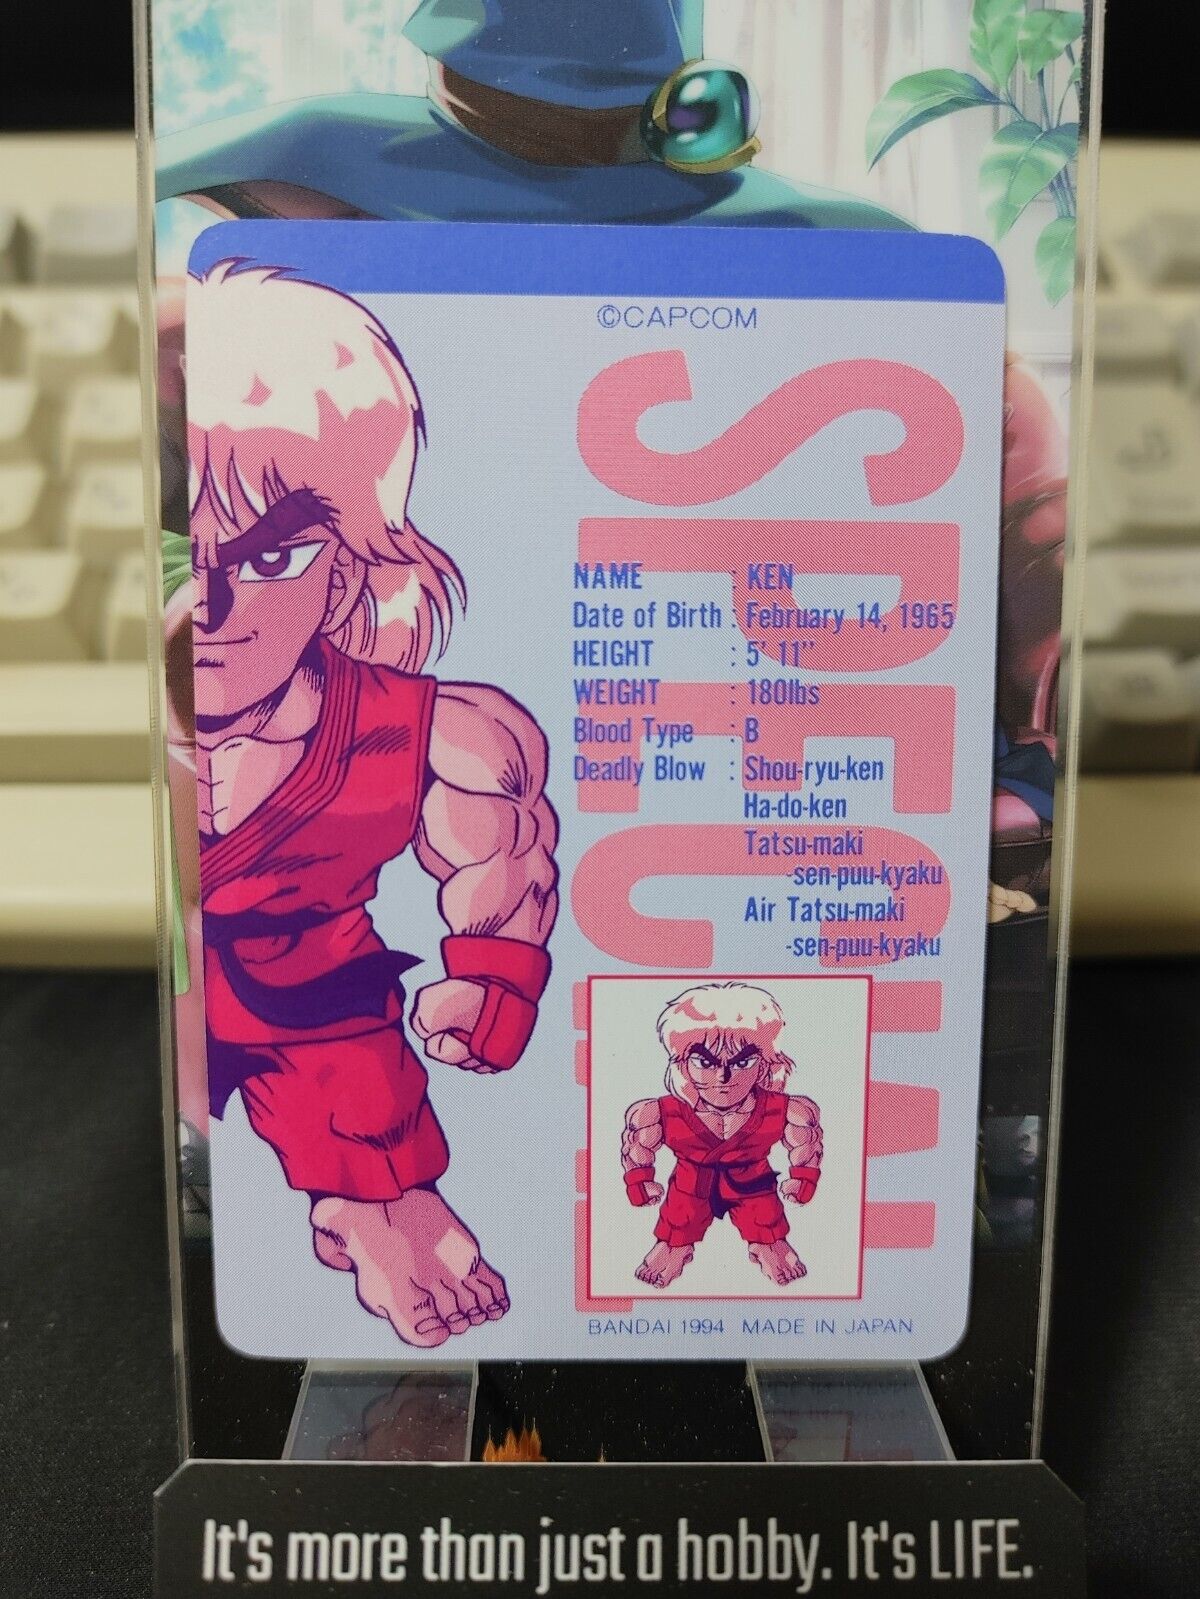 ©CAPCOM
SPECIAL
NAME : KEN
Date of Birth : February 14, 1965
HEIGHT : 5' 11"
WEIGHT : 180lbs
Blood Type : B
Deadly Blow : Shou-ryu-ken
Ha-do-ken
Tatsu-maki
-sen-puu-kyaku
Air Tatsu-maki
-sen-puu-kyaku
BANDAI 1994 MADE IN JAPAN
It's more than just a hobby. It's LIFE.